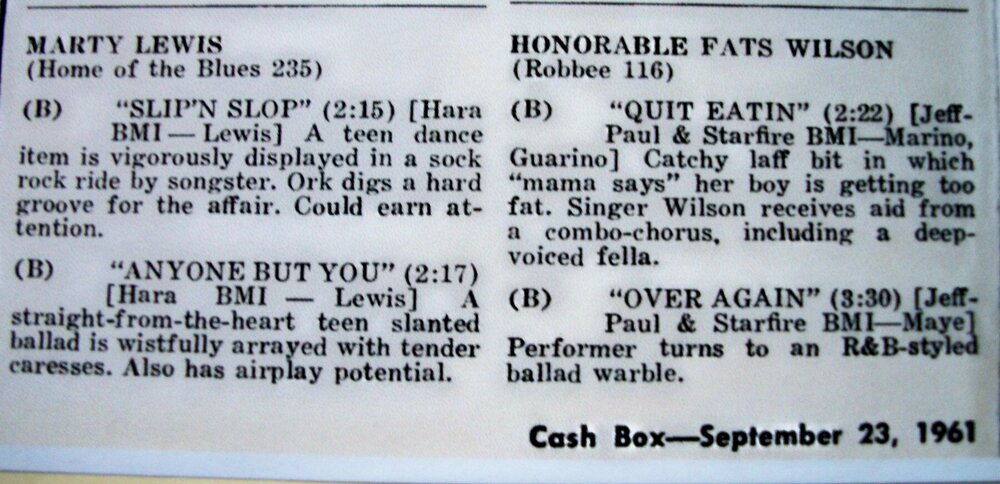 MARTY LEWIS
(Home of the Blues 235)
(B) "SLIP'N SLOP" (2:15) [Hara
BMI — Lewis] A teen dance
item is vigorously displayed in a sock
rock ride by songster. Ork digs a hard
groove for the affair. Could earn at-
tention.
(B) "ANYONE BUT YOU" (2:17)
[Hara BMI — Lewis] A
straight-from-the-heart teen slanted
ballad is wistfully arrayed with tender
caresses. Also has airplay potential.
HONORABLE FATS WILSON
(Robbee 116)
(B) "QUIT EATIN" (2:22) [Jeff-
Paul & Starfire BMI—Marino,
Guarino] Catchy laff bit in which
"mama says" her boy is getting too
fat. Singer Wilson receives aid from
a combo-chorus, including a deep-
voiced fella.
(B) "OVER AGAIN" (3:30) [Jeff-
Paul & Starfire BMI—Maye]
Performer turns to an R&B-styled
ballad warble.
Cash Box—September 23, 1961